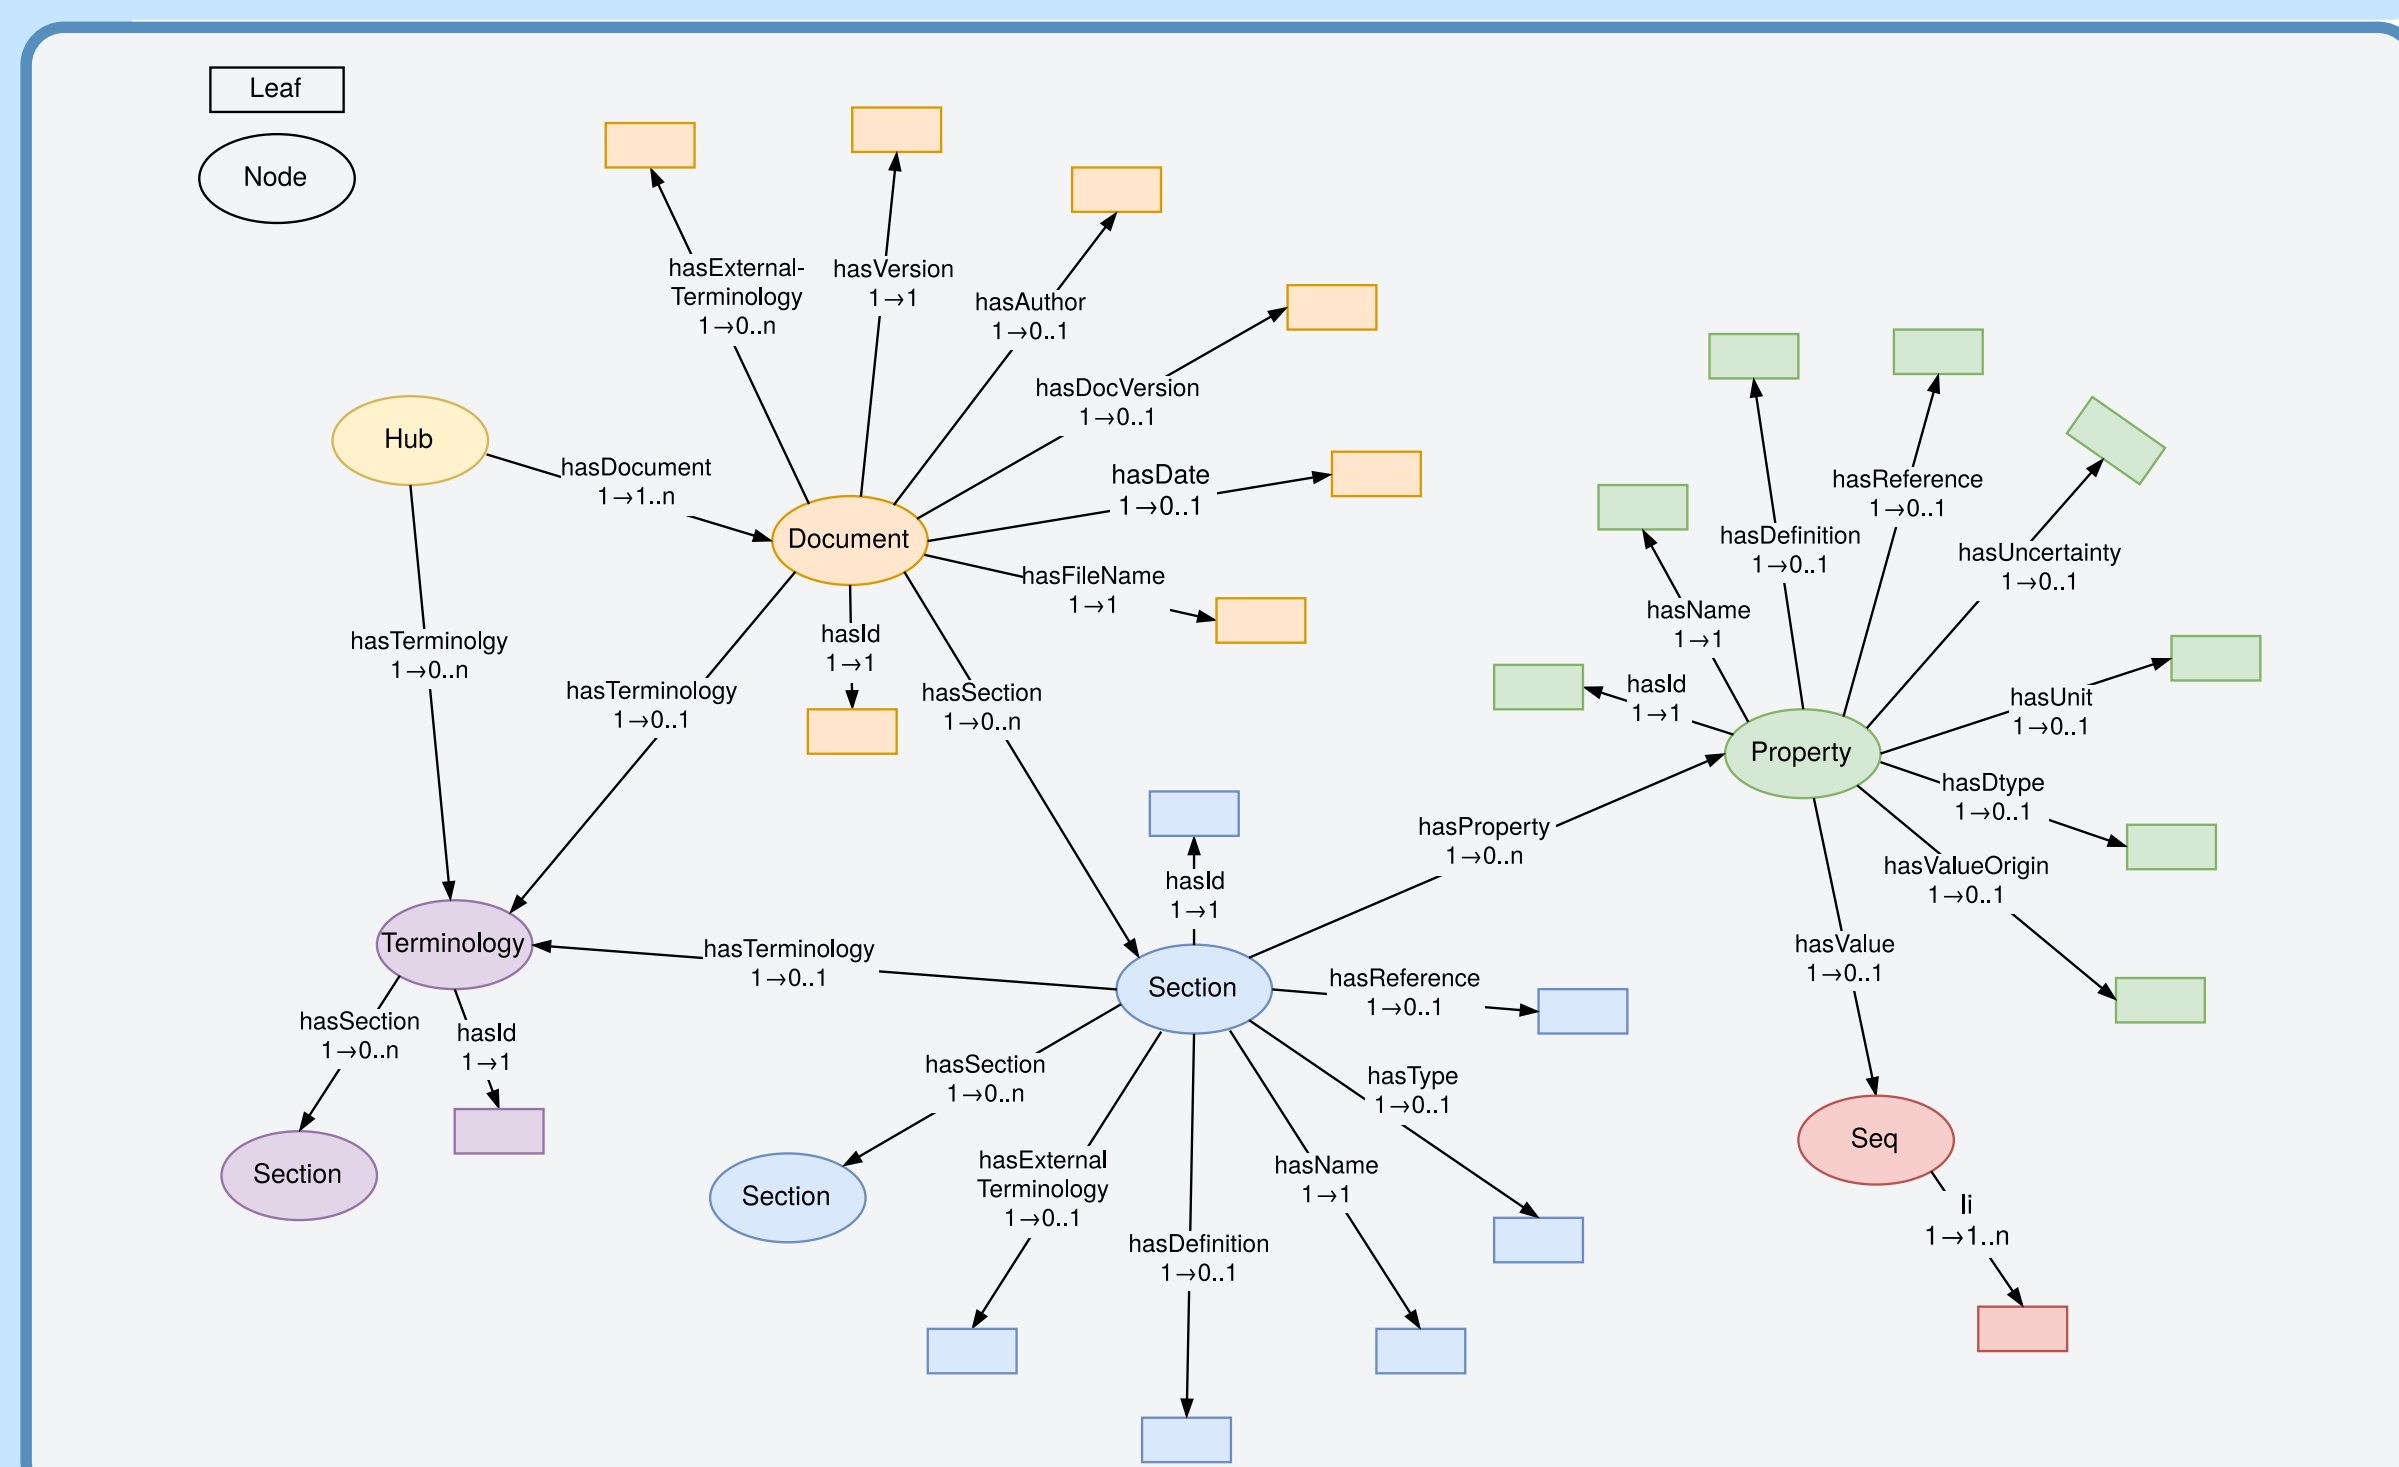 Leaf
Node
hasExternal-
Terminology
1→0..n
hasVersion
1→1
hasAuthor
1→0..1
hasDocVersion
1→0..1
Hub
hasDocument
1→1..n
hasDate
1→0..1
Document
hasFileName
1→1
hasId
1→1
hasTerminolgy
1→0..n
hasTerminology
1→0..1
hasSection
1→0..n
hasReference
1→0..1
hasDefinition
1→0..1
hasUncertainty
1→0..1
hasName
1→1
hasId
1→1
hasUnit
1→0..1
Property
hasDtype
1→0..1
hasProperty
1→0..n
hasValueOrigin
1→0..1
hasId
1→1
hasValue
1→0..1
Terminology
hasTerminology
1→0..1
Section
hasReference
1→0..1
hasSection
1→0..n
hasId
1→1
hasSection
1→0..n
hasType
1→0..1
Section
Section
hasExternal
Terminology
1→0..1
hasName
1→1
hasDefinition
1→0..1
Seq
li
1→1..n